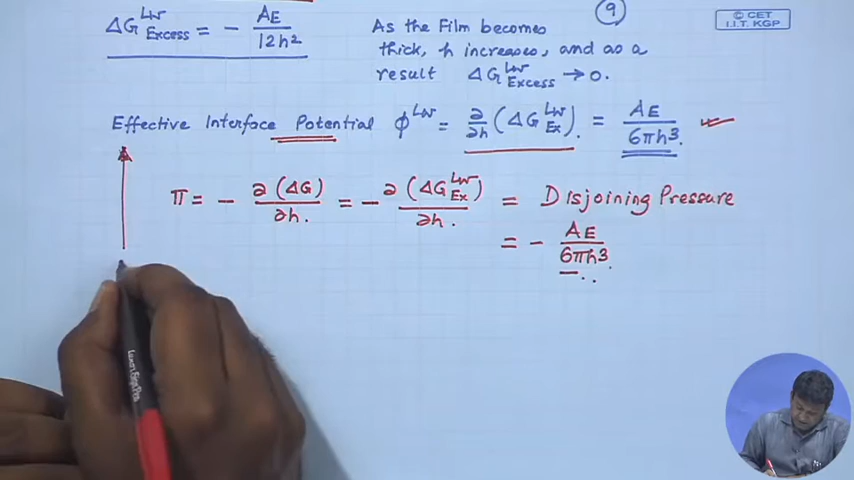 ΔG^LW_Excess = - A_E / 12h²
As the Film becomes
thick, h increases, and as a
result ΔG^LW_Excess → 0.
9
© CET
I.I.T. KGP
Effective Interface Potential φ^LW = ∂/∂h (ΔG^LW_Ex). = A_E / 6πh³.
π = - ∂(ΔG)/∂h. = - ∂(ΔG^LW_Ex)/∂h. = Disjoining Pressure
= - A_E / 6πh³.